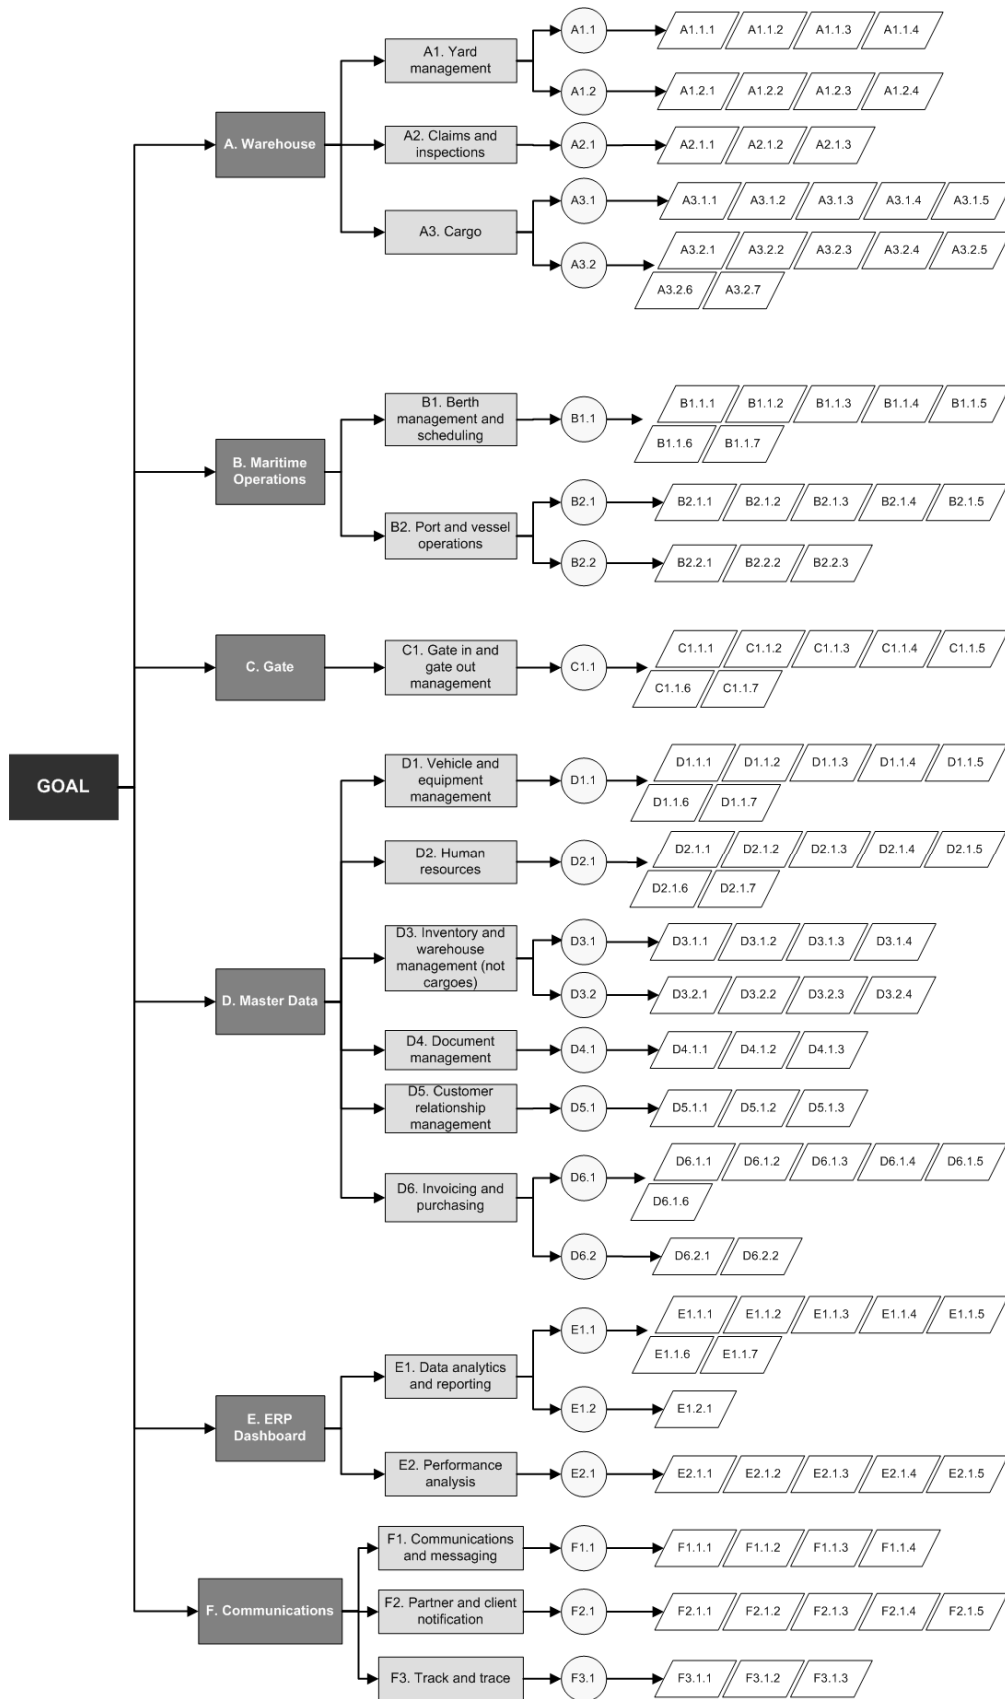 A1. Yard
management
A1.1
A1.1.1 A1.1.2 A1.1.3 A1.1.4
A1.2
A1.2.1 A1.2.2 A1.2.3 A1.2.4
A. Warehouse
A2. Claims and
inspections
A2.1
A2.1.1 A2.1.2 A2.1.3
A3. Cargo
A3.1
A3.1.1 A3.1.2 A3.1.3 A3.1.4 A3.1.5
A3.2
A3.2.1 A3.2.2 A3.2.3 A3.2.4 A3.2.5
A3.2.6 A3.2.7
B. Maritime
Operations
B1. Berth
management and
scheduling
B1.1
B1.1.1 B1.1.2 B1.1.3 B1.1.4 B1.1.5
B1.1.6 B1.1.7
B2. Port and vessel
operations
B2.1
B2.1.1 B2.1.2 B2.1.3 B2.1.4 B2.1.5
B2.2
B2.2.1 B2.2.2 B2.2.3
C. Gate
C1. Gate in and
gate out
management
C1.1
C1.1.1 C1.1.2 C1.1.3 C1.1.4 C1.1.5
C1.1.6 C1.1.7
GOAL
D1. Vehicle and
equipment
management
D1.1
D1.1.1 D1.1.2 D1.1.3 D1.1.4 D1.1.5
D1.1.6 D1.1.7
D2. Human
resources
D2.1
D2.1.1 D2.1.2 D2.1.3 D2.1.4 D2.1.5
D2.1.6 D2.1.7
D3. Inventory and
warehouse
management (not
cargoes)
D3.1
D3.1.1 D3.1.2 D3.1.3 D3.1.4
D3.2
D3.2.1 D3.2.2 D3.2.3 D3.2.4
D. Master Data
D4. Document
management
D4.1
D4.1.1 D4.1.2 D4.1.3
D5. Customer
relationship
management
D5.1
D5.1.1 D5.1.2 D5.1.3
D6. Invoicing and
purchasing
D6.1
D6.1.1 D6.1.2 D6.1.3 D6.1.4 D6.1.5
D6.1.6
D6.2
D6.2.1 D6.2.2
E. ERP
Dashboard
E1. Data analytics
and reporting
E1.1
E1.1.1 E1.1.2 E1.1.3 E1.1.4 E1.1.5
E1.1.6 E1.1.7
E1.2
E1.2.1
E2. Performance
analysis
E2.1
E2.1.1 E2.1.2 E2.1.3 E2.1.4 E2.1.5
F1. Communications
and messaging
F1.1
F1.1.1 F1.1.2 F1.1.3 F1.1.4
F. Communications
F2. Partner and client
notification
F2.1
F2.1.1 F2.1.2 F2.1.3 F2.1.4 F2.1.5
F3. Track and trace
F3.1
F3.1.1 F3.1.2 F3.1.3